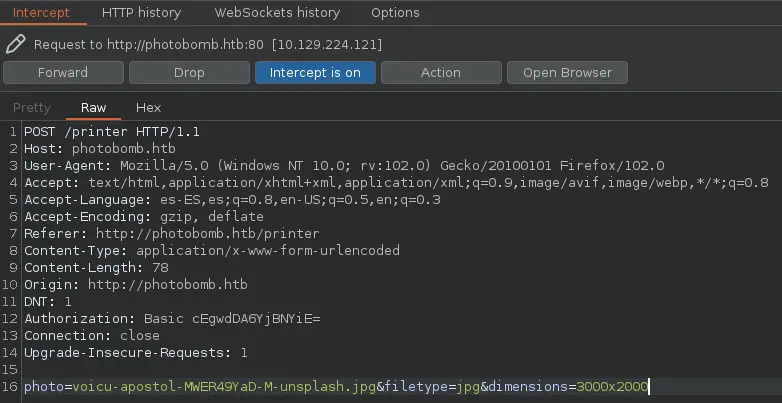 Intercept HTTP history WebSockets history Options
Request to http://photobomb.htb:80 [10.129.224.121]
Forward Drop Intercept is on Action Open Browser
Pretty Raw Hex
1 POST /printer HTTP/1.1
2 Host: photobomb.htb
3 User-Agent: Mozilla/5.0 (Windows NT 10.0; rv:102.0) Gecko/20100101 Firefox/102.0
4 Accept: text/html,application/xhtml+xml,application/xml;q=0.9,image/avif,image/webp,*/*;q=0.8
5 Accept-Language: es-ES,es;q=0.8,en-US;q=0.5,en;q=0.3
6 Accept-Encoding: gzip, deflate
7 Referer: http://photobomb.htb/printer
8 Content-Type: application/x-www-form-urlencoded
9 Content-Length: 78
10 Origin: http://photobomb.htb
11 DNT: 1
12 Authorization: Basic cEgwdDA6YjBNYiE=
13 Connection: close
14 Upgrade-Insecure-Requests: 1
15
16 photo=voicu-apostol-MWER49YaD-M-unsplash.jpg&filetype=jpg&dimensions=3000x2000